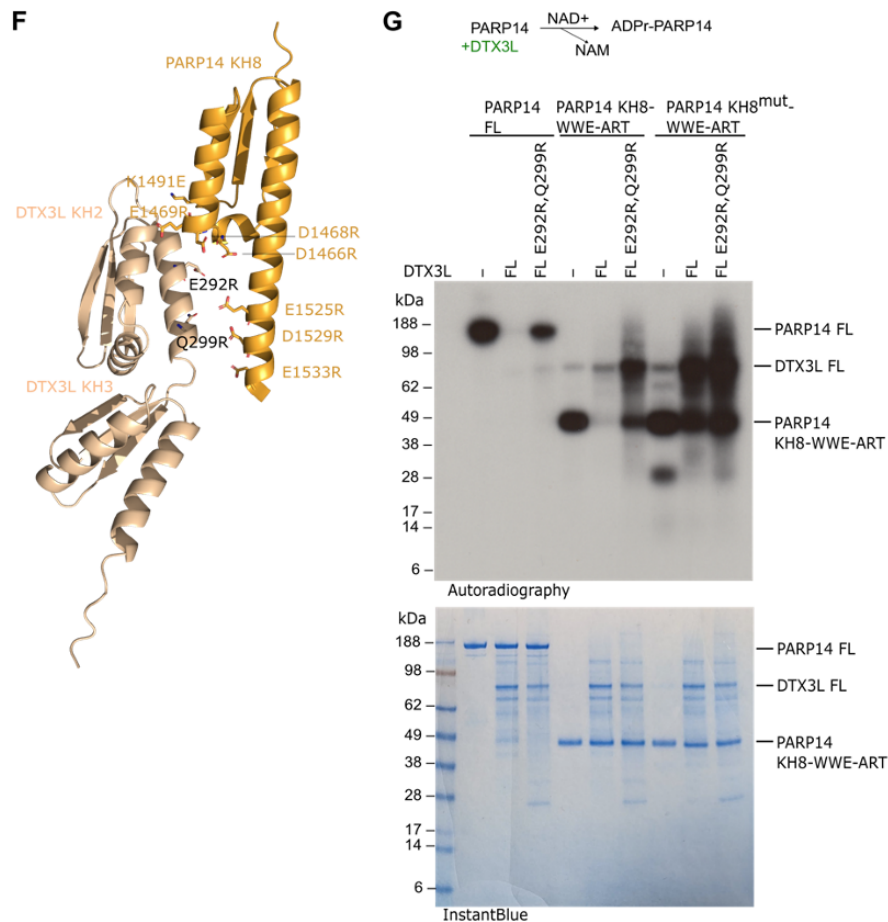 F
PARP14 KH8
K1491E
DTX3L KH2
E1469R
D1468R
D1466R
E292R
E1525R
Q299R
D1529R
E1533R
DTX3L KH3
G
PARP14 NAD+ ADPr-PARP14
+DTX3L NAM
PARP14 FL
PARP14 KH8-WWE-ART
PARP14 KH8mut-WWE-ART
DTX3L – FL FL E292R,Q299R – FL FL E292R,Q299R – FL FL E292R,Q299R
kDa
188
98
62
49
38
28
17
14
6
PARP14 FL
DTX3L FL
PARP14
KH8-WWE-ART
Autoradiography
kDa
188
98
62
49
38
28
17
14
6
PARP14 FL
DTX3L FL
PARP14
KH8-WWE-ART
InstantBlue